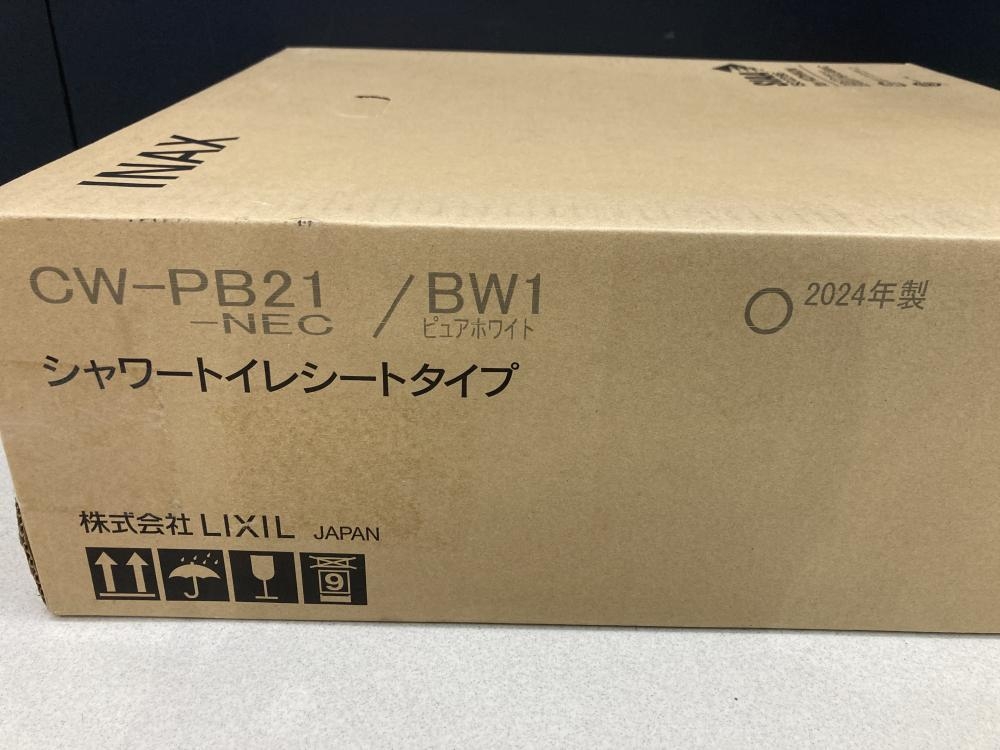 INAX
CW-PB21
-NEC
/BW1
ピュアホワイト
○ 2024年製
シャワートイレシートタイプ
株式会社 LIXIL JAPAN
9